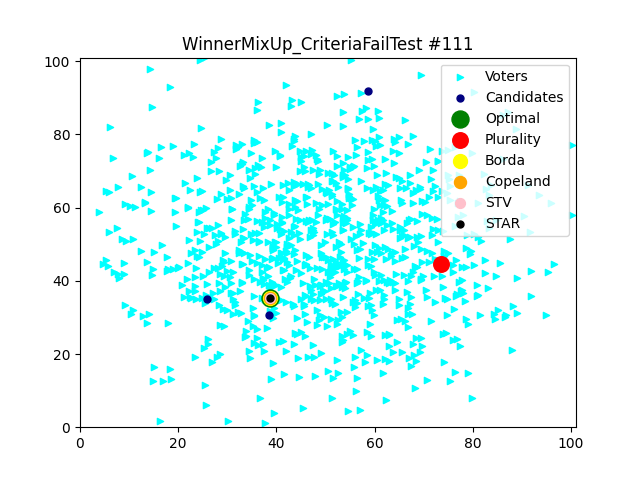 WinnerMixUp_CriteriaFailTest #111
100
80
60
40
20
0
0
20
40
60
80
100
Voters
Candidates
Optimal
Plurality
Borda
Copeland
STV
STAR